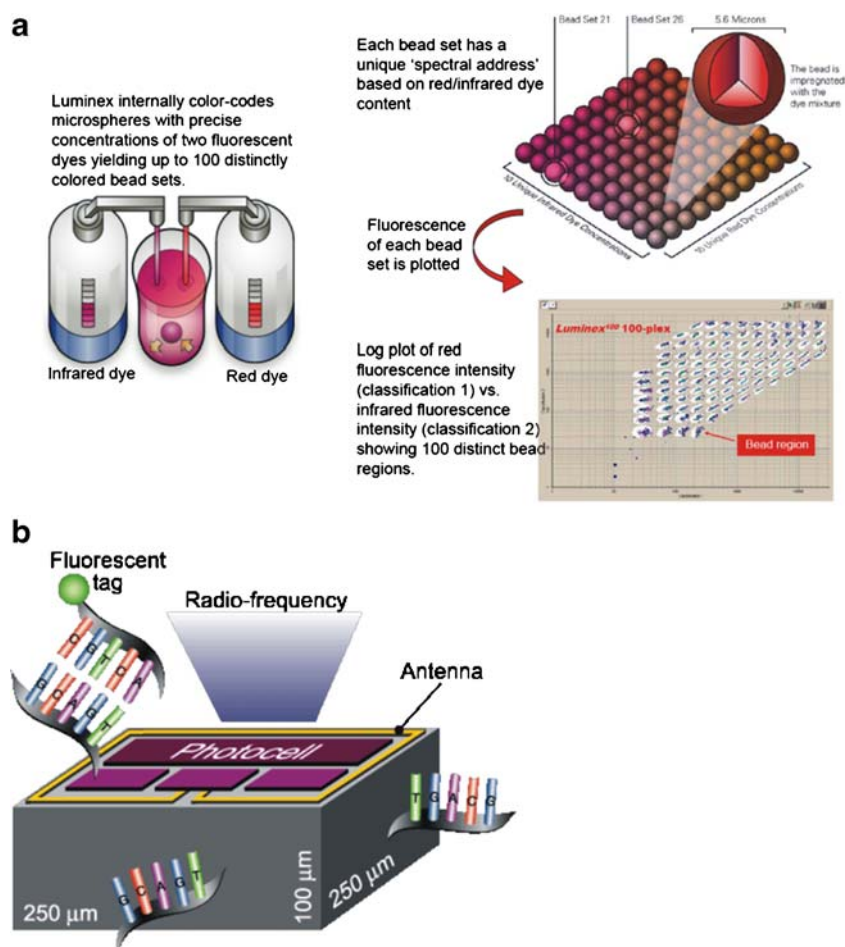 a
Luminex internally color-codes
microspheres with precise
concentrations of two fluorescent
dyes yielding up to 100 distinctly
colored bead sets.
Infrared dye
Red dye
Each bead set has a
unique ‘spectral address’
based on red/infrared dye
content
Bead Set 21
Bead Set 26
5.6 Microns
The bead is
impregnated
with the
dye mixture
10 Unique Infrared Dye Concentrations
10 Unique Red Dye Concentrations
Fluorescence
of each bead
set is plotted
Log plot of red
fluorescence intensity
(classification 1) vs.
infrared fluorescence
intensity (classification 2)
showing 100 distinct bead
regions.
Luminex¹⁰⁰ 100-plex
Bead region
b
Fluorescent
tag
Radio-frequency
Antenna
Photocell
T G A C G
G C A G T
250 µm
100 µm
250 µm